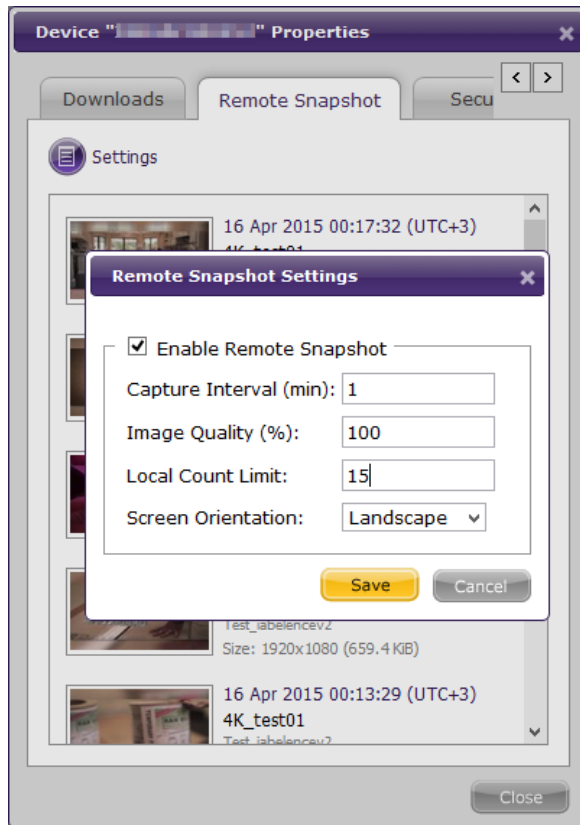 Device " " Properties
Downloads
Remote Snapshot
Secu
Settings
16 Apr 2015 00:17:32 (UTC+3)
4K_test01
Remote Snapshot Settings
Enable Remote Snapshot
Capture Interval (min): 1
Image Quality (%): 100
Local Count Limit: 15
Screen Orientation: Landscape
Save
Cancel
Test_iabelencev2
Size: 1920x1080 (659.4 KiB)
16 Apr 2015 00:13:29 (UTC+3)
4K_test01
Test_iabelencev2
Close